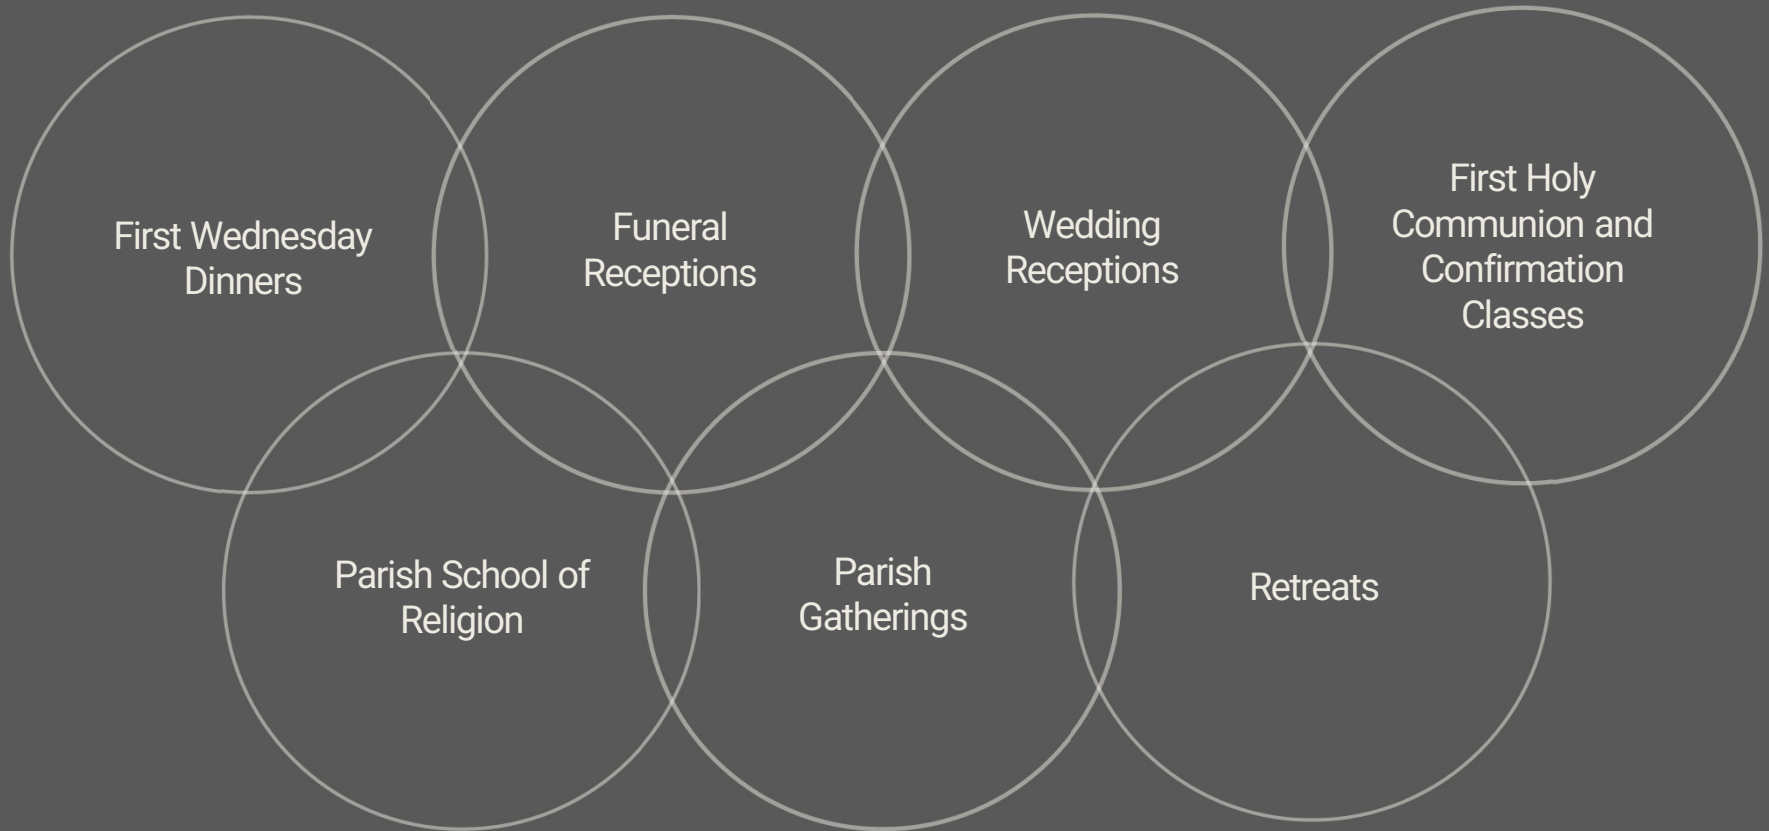 First Wednesday
Dinners
Funeral
Receptions
Wedding
Receptions
First Holy
Communion and
Confirmation
Classes
Parish School of
Religion
Parish
Gatherings
Retreats